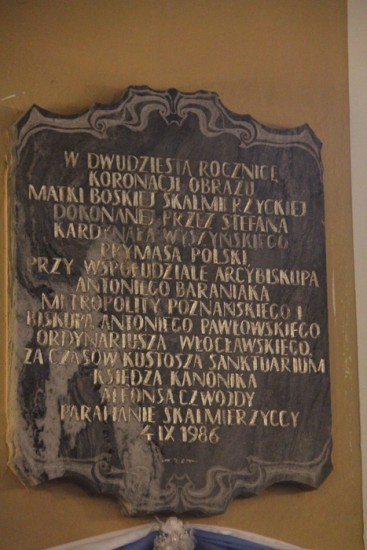 W DWUDZIESTĄ ROCZNICĘ
KORONACJI OBRAZU
MATKI BOSKIEJ SKALMIERZYCKIEJ
DOKONANEJ PRZEZ STEFANA
KARDYNAŁA WYSZYŃSKIEGO
PRYMASA POLSKI,
PRZY WSPÓŁUDZIALE ARCYBISKUPA
ANTONIEGO BARANIAKA
METROPOLITY POZNAŃSKIEGO I
BISKUPA ANTONIEGO PAWŁOWSKIEGO
ORDYNARIUSZA WŁOCŁAWSKIEGO,
ZA CZASÓW KUSTOSZA SANKTUARIUM
KSIĘDZA KANONIKA
ALFONSA CZWOJDY
PARAFIANIE SKALMIERZYCCY
4 IX 1986